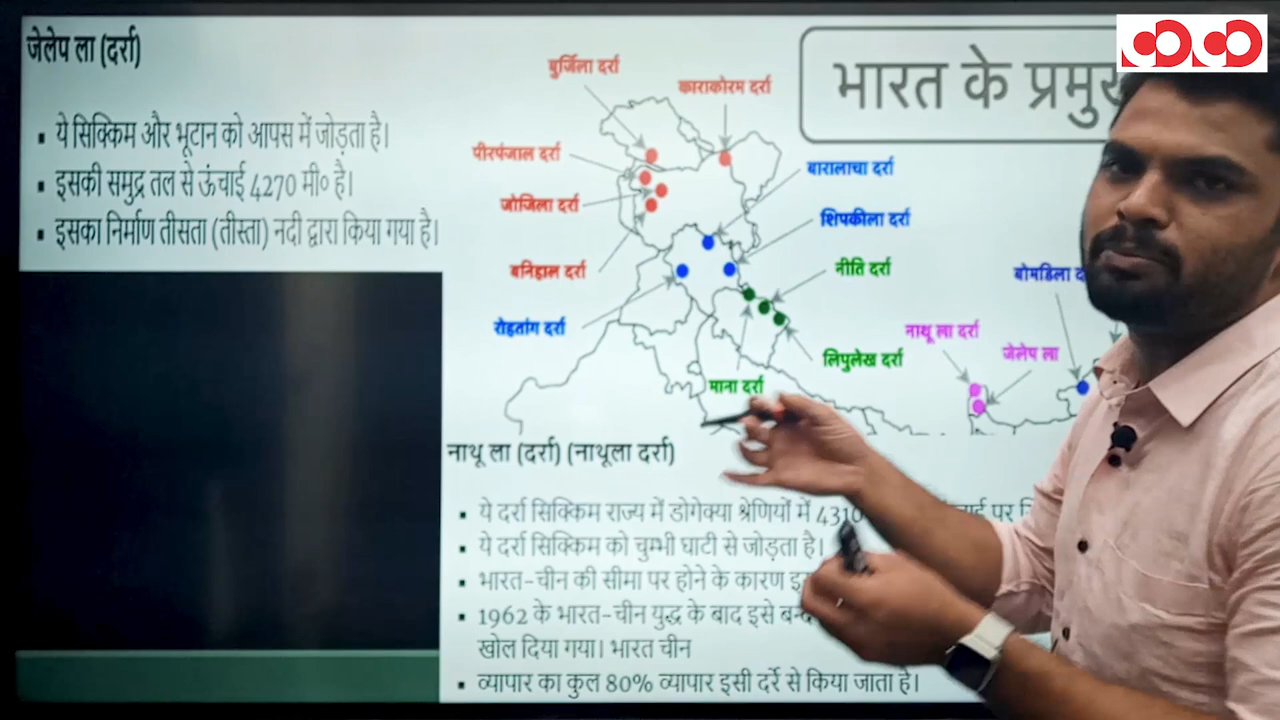 जेलेप ला (दर्रा)
▪ ये सिक्किम और भूटान को आपस में जोड़ता है।
▪ इसकी समुद्र तल से ऊंचाई 4270 मी० है।
▪ इसका निर्माण तीसता (तीस्ता) नदी द्वारा किया गया है।
भारत के प्रमुख
बुर्जिला दर्रा
काराकोरम दर्रा
पीरपंजाल दर्रा
बारालाचा दर्रा
जोजिला दर्रा
शिपकीला दर्रा
बनिहाल दर्रा
नीति दर्रा
बोमडिला
रोहतांग दर्रा
नाथू ला दर्रा
जेलेप ला
लिपुलेख दर्रा
माना दर्रा
नाथू ला (दर्रा) (नाथूला दर्रा)
▪ ये दर्रा सिक्किम राज्य में डोगेक्या श्रेणियों में 4310 पर
▪ ये दर्रा सिक्किम को चुम्भी घाटी से जोड़ता है।
▪ भारत-चीन की सीमा पर होने के कारण
▪ 1962 के भारत-चीन युद्ध के बाद इसे
खोल दिया गया। भारत चीन
▪ व्यापार का कुल 80% व्यापार इसी दर्रे से किया जाता है।